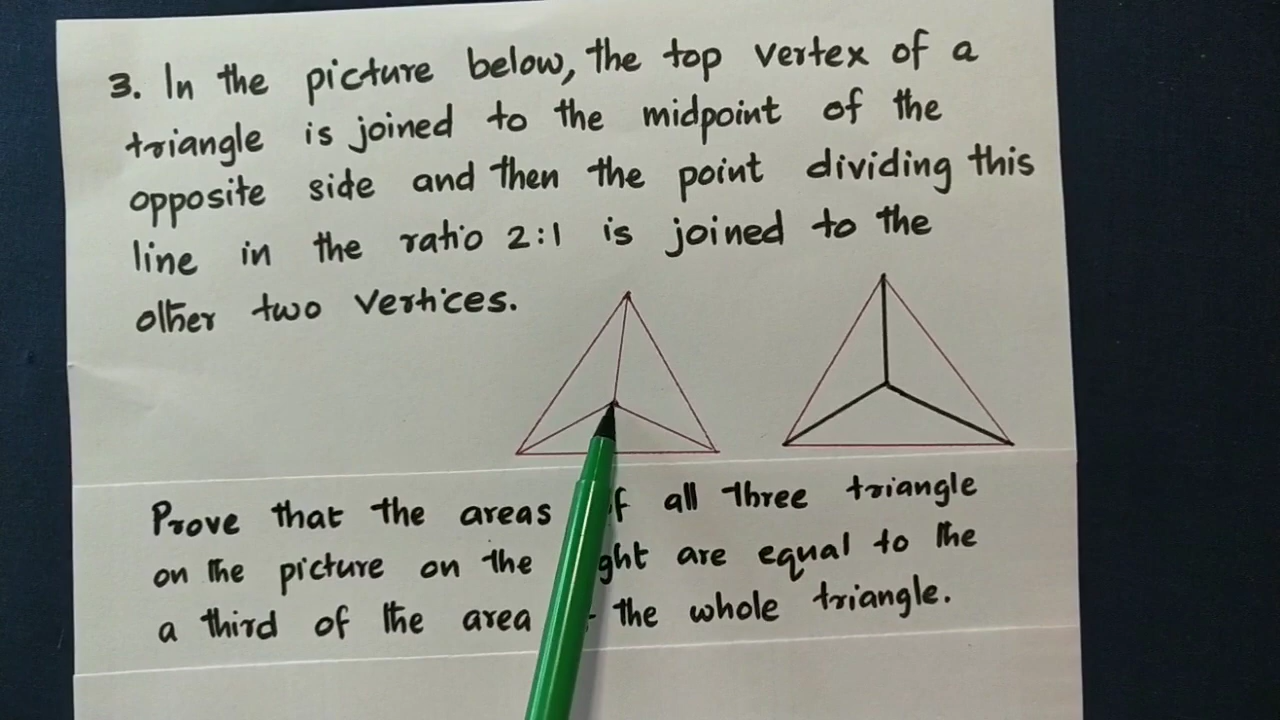 3. In the picture below, the top vertex of a
triangle is joined to the midpoint of the
opposite side and then the point dividing this
line in the ratio 2:1 is joined to the
other two vertices.
Prove that the areas of all three triangle
on the picture on the right are equal to the
a third of the area the whole triangle.